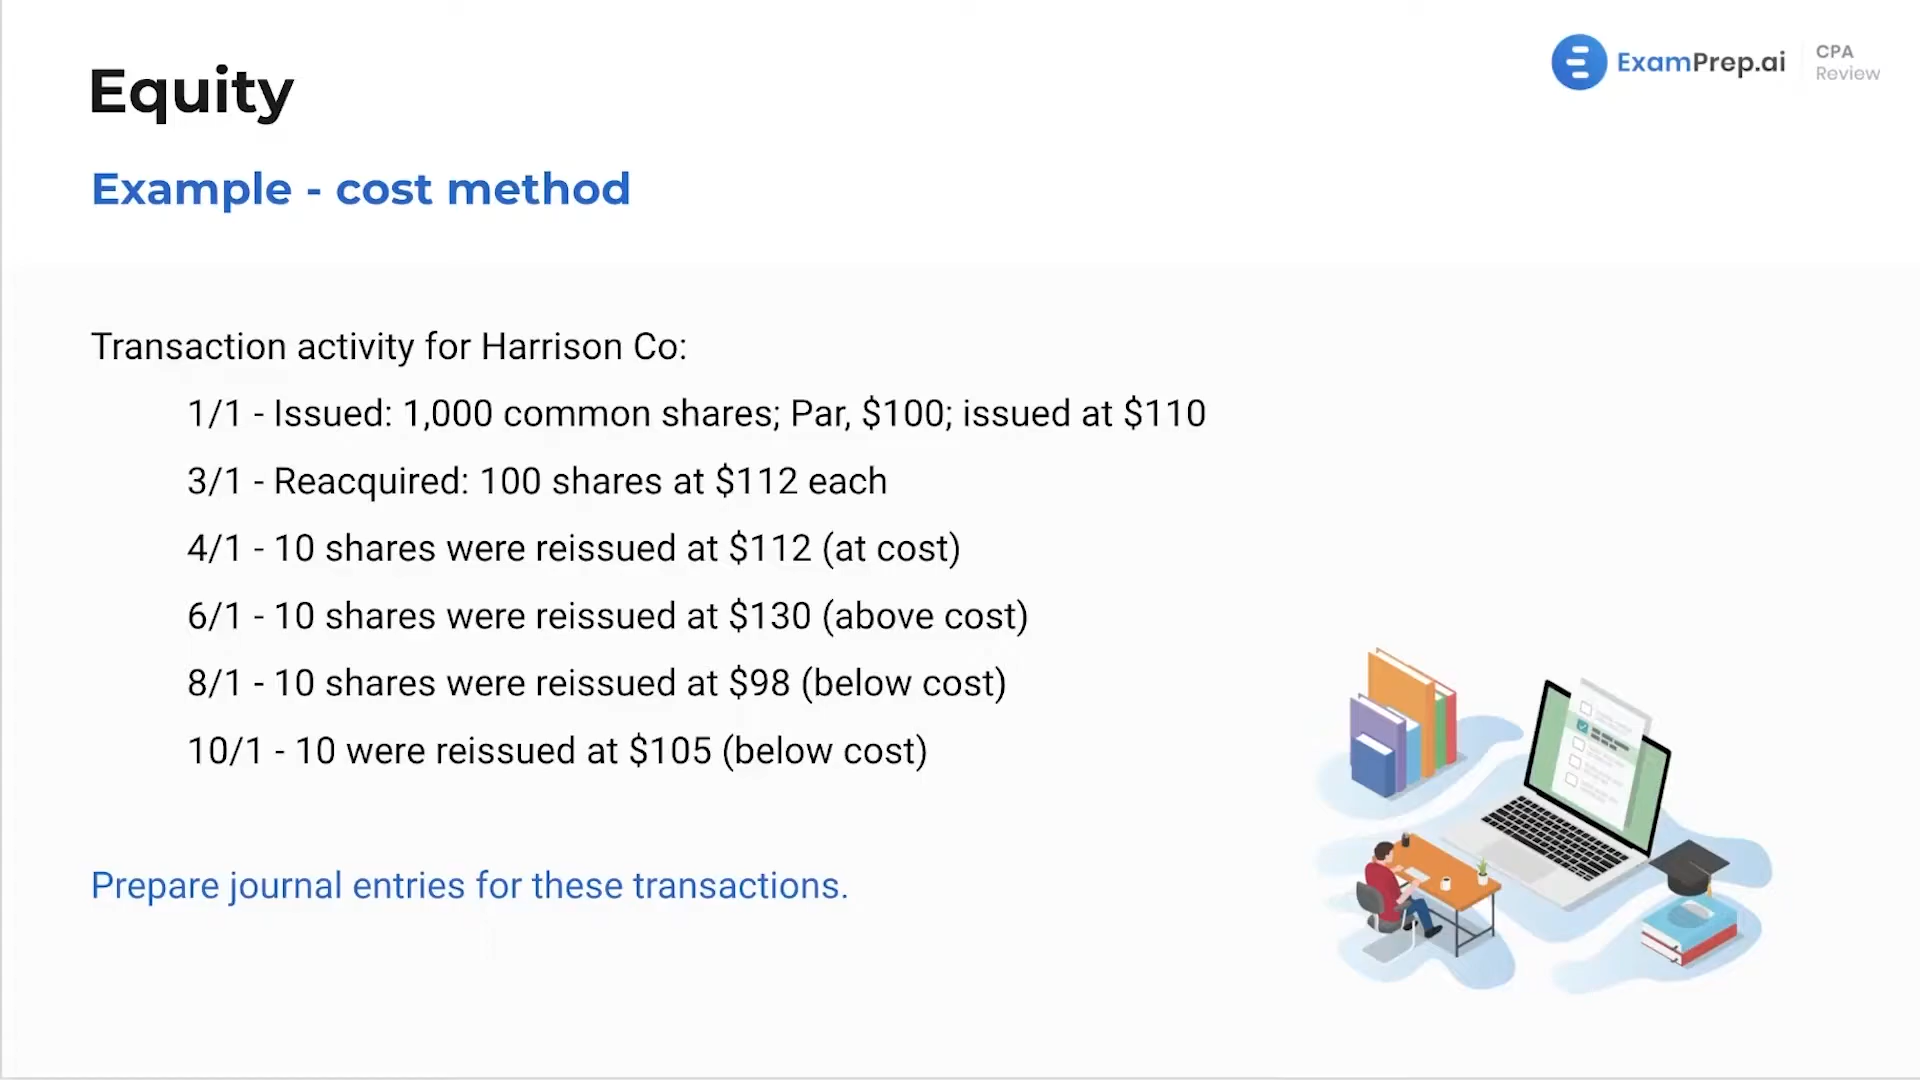 Equity
ExamPrep.ai
CPA
Review
Example - cost method
Transaction activity for Harrison Co:
1/1 - Issued: 1,000 common shares; Par, $100; issued at $110
3/1 - Reacquired: 100 shares at $112 each
4/1 - 10 shares were reissued at $112 (at cost)
6/1 - 10 shares were reissued at $130 (above cost)
8/1 - 10 shares were reissued at $98 (below cost)
10/1 - 10 were reissued at $105 (below cost)
Prepare journal entries for these transactions.